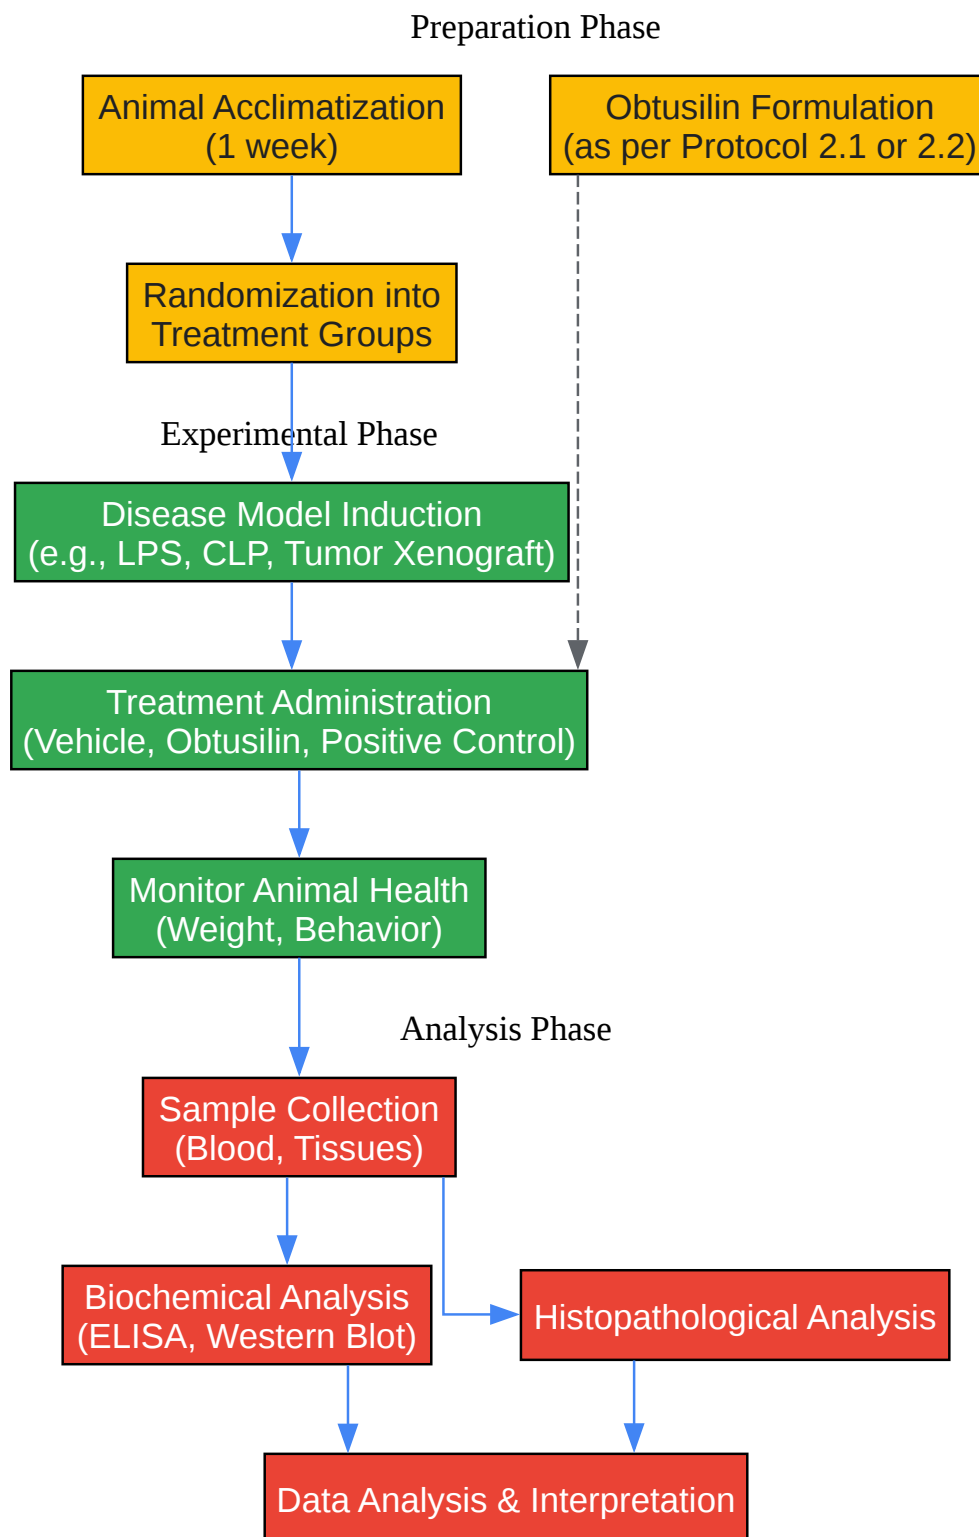 Preparation Phase
Animal Acclimatization
(1 week)
Obtusilin Formulation
(as per Protocol 2.1 or 2.2)
Randomization into
Treatment Groups
Experimental Phase
Disease Model Induction
(e.g., LPS, CLP, Tumor Xenograft)
Treatment Administration
(Vehicle, Obtusilin, Positive Control)
Monitor Animal Health
(Weight, Behavior)
Analysis Phase
Sample Collection
(Blood, Tissues)
Biochemical Analysis
(ELISA, Western Blot)
Histopathological Analysis
Data Analysis & Interpretation